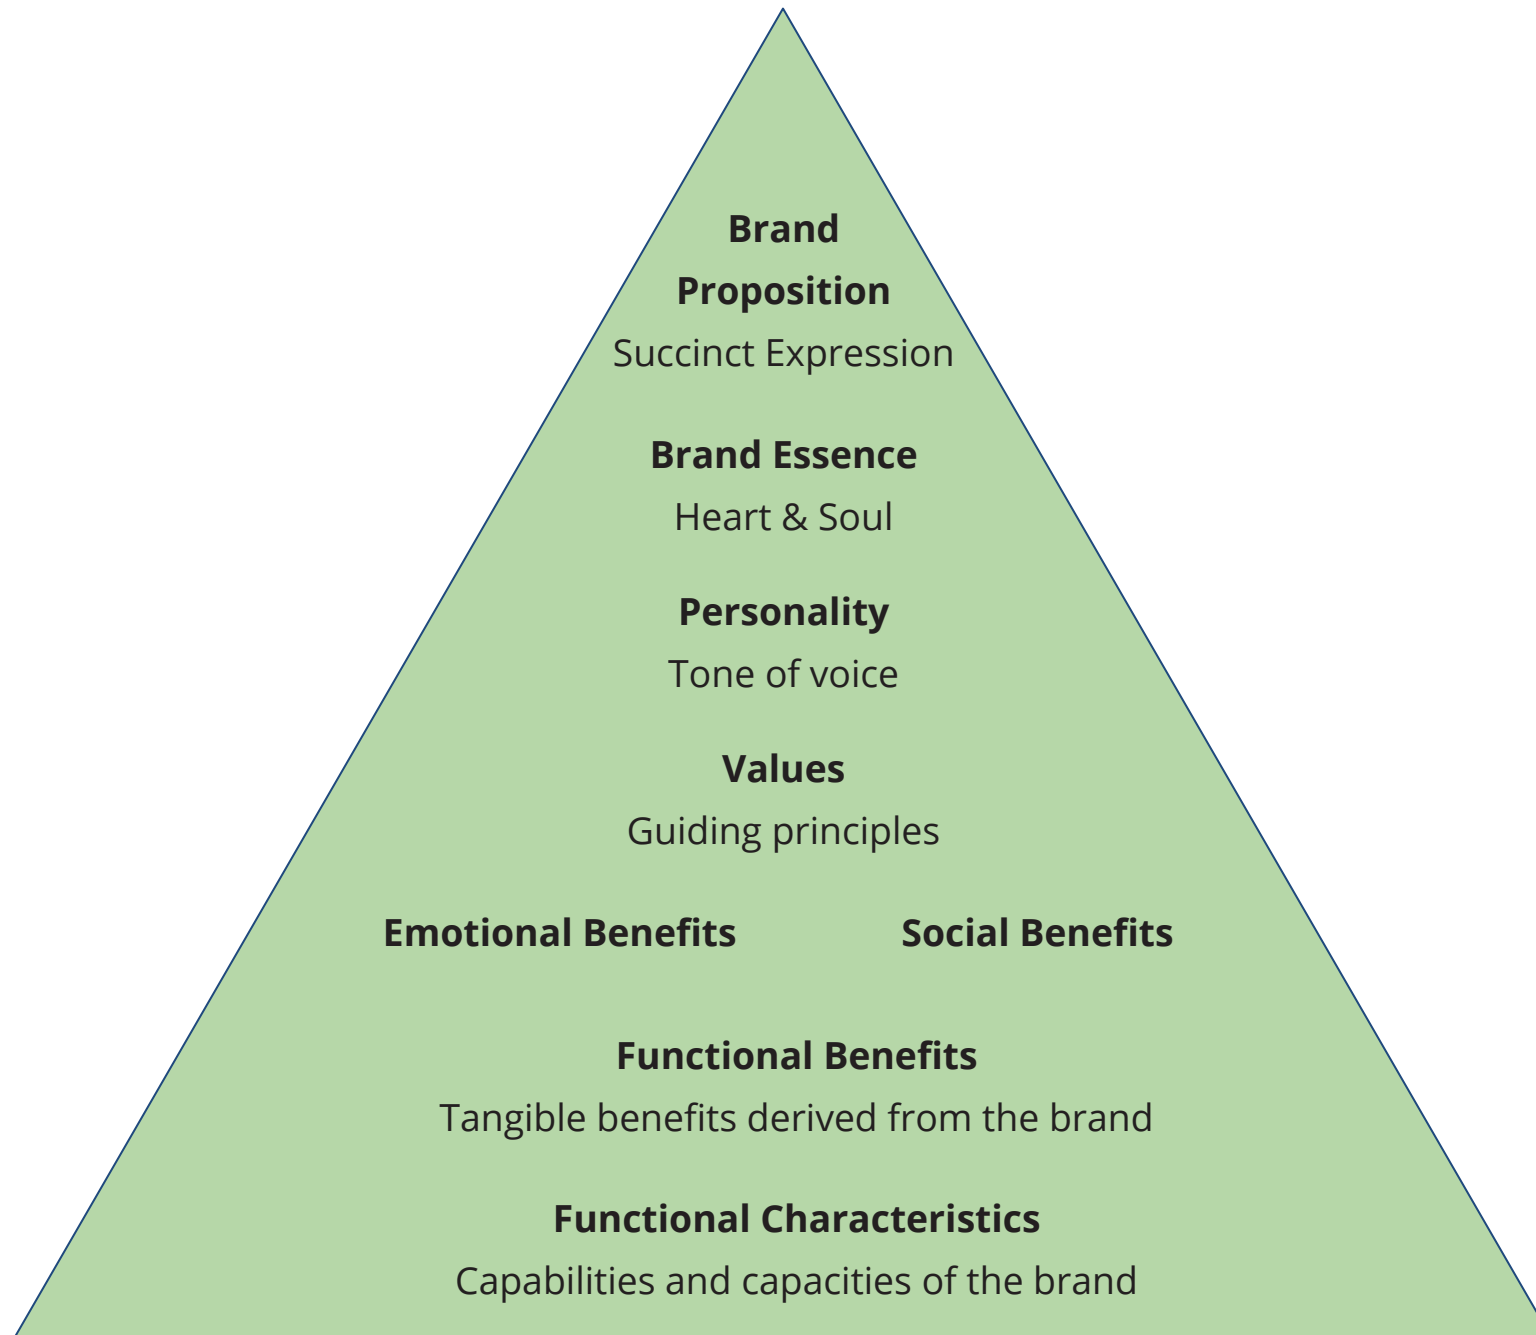 Brand
Proposition
Succinct Expression
Brand Essence
Heart & Soul
Personality
Tone of voice
Values
Guiding principles
Emotional Benefits Social Benefits
Functional Benefits
Tangible benefits derived from the brand
Functional Characteristics
Capabilities and capacities of the brand